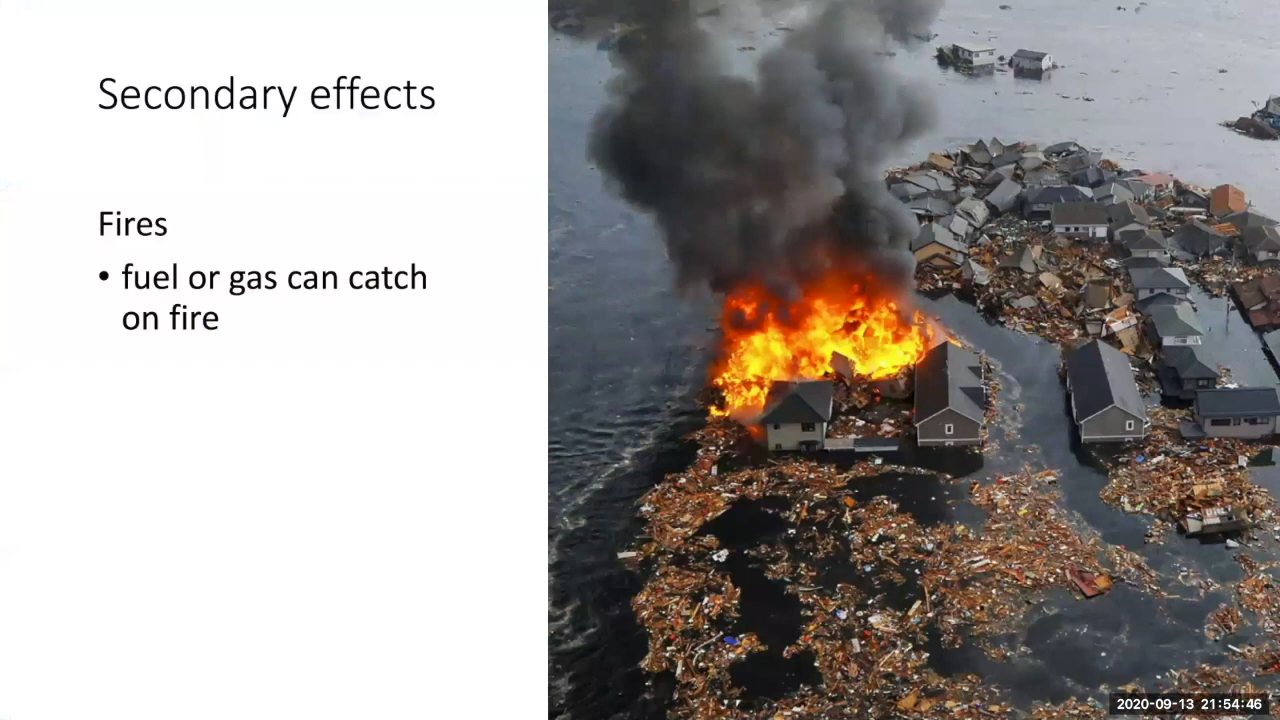 Secondary effects
Fires
• fuel or gas can catch
on fire
2020-09-13 21:54:46